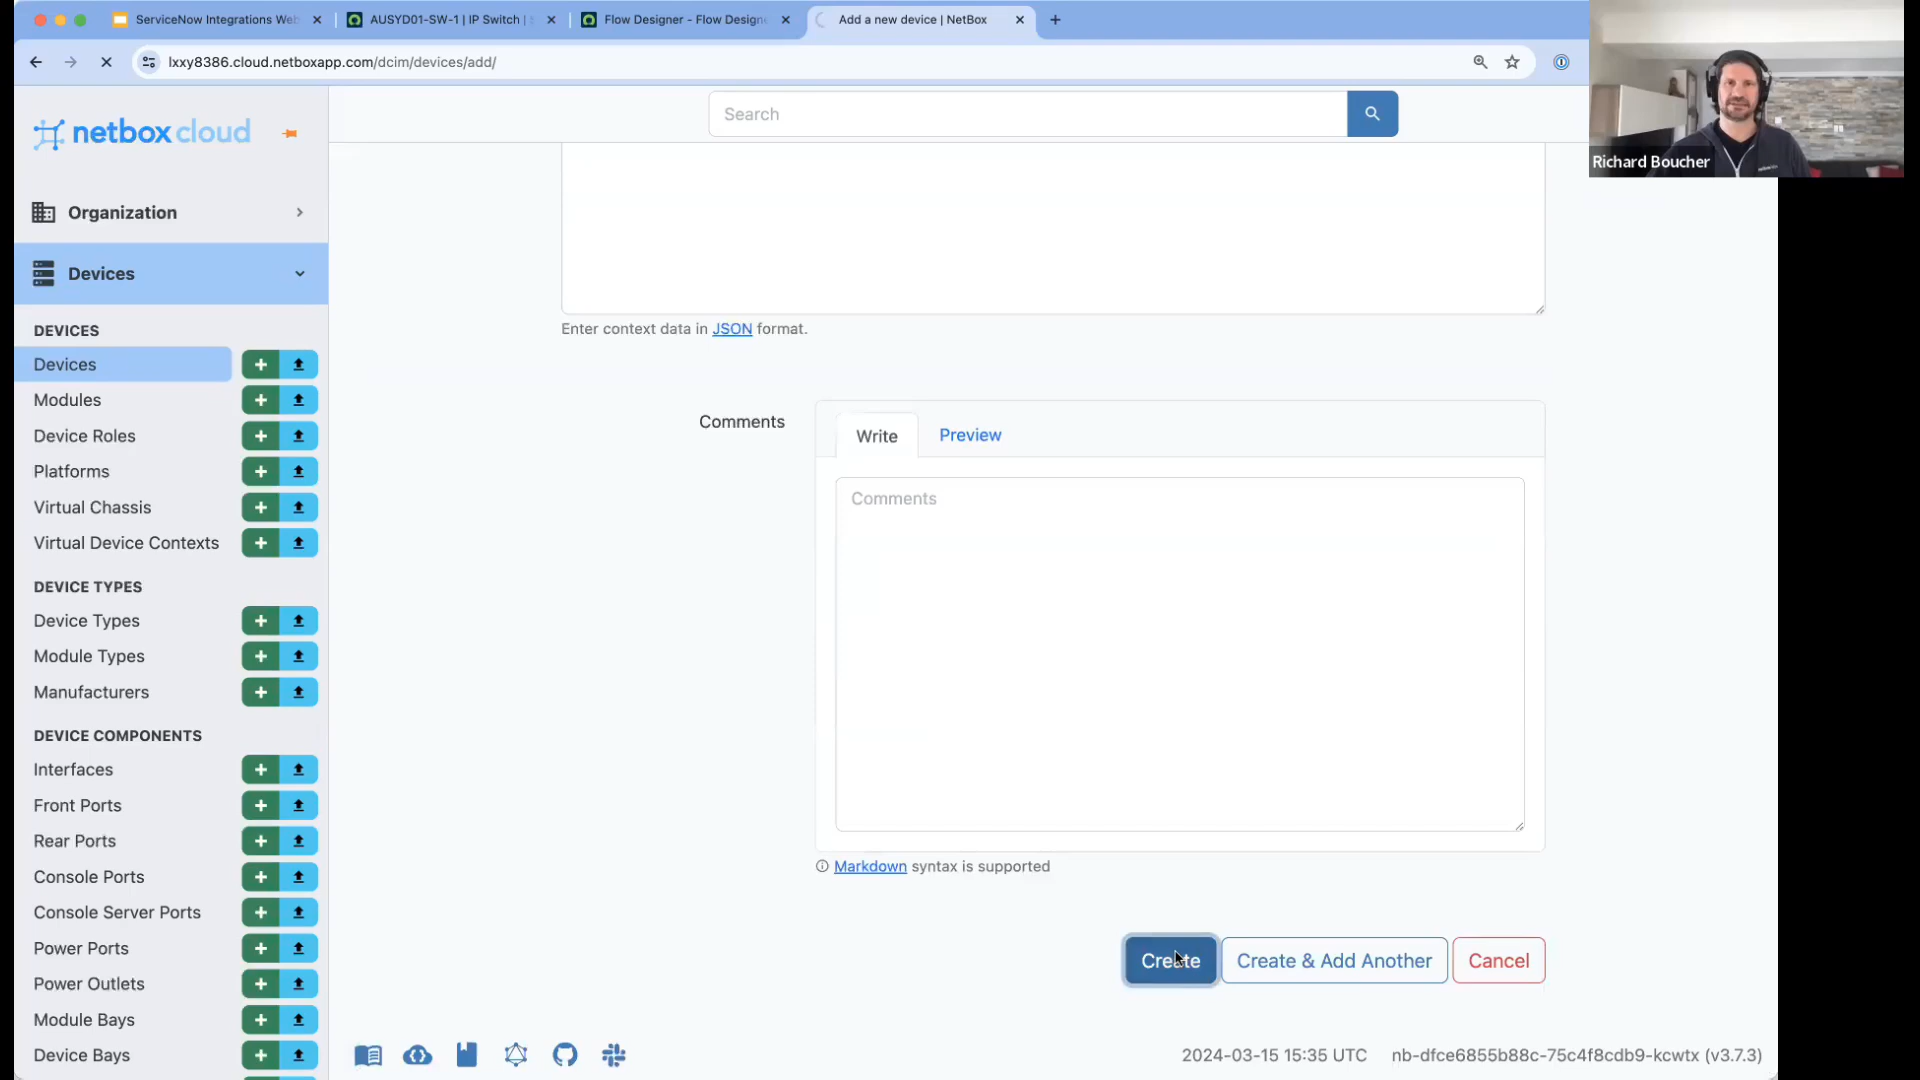 ServiceNow Integrations Web
AUSYD01-SW-1 | IP Switch |
Flow Designer - Flow Designe
Add a new device | NetBox
lxxy8386.cloud.netboxapp.com/dcim/devices/add/
netbox cloud
Search
Richard Boucher
Organization
Devices
DEVICES
Devices
Modules
Device Roles
Platforms
Virtual Chassis
Virtual Device Contexts
DEVICE TYPES
Device Types
Module Types
Manufacturers
DEVICE COMPONENTS
Interfaces
Front Ports
Rear Ports
Console Ports
Console Server Ports
Power Ports
Power Outlets
Module Bays
Device Bays
Enter context data in JSON format.
Comments
Write
Preview
Comments
Markdown syntax is supported
Create
Create & Add Another
Cancel
2024-03-15 15:35 UTC
nb-dfce6855b88c-75c4f8cdb9-kcwtx (v3.7.3)